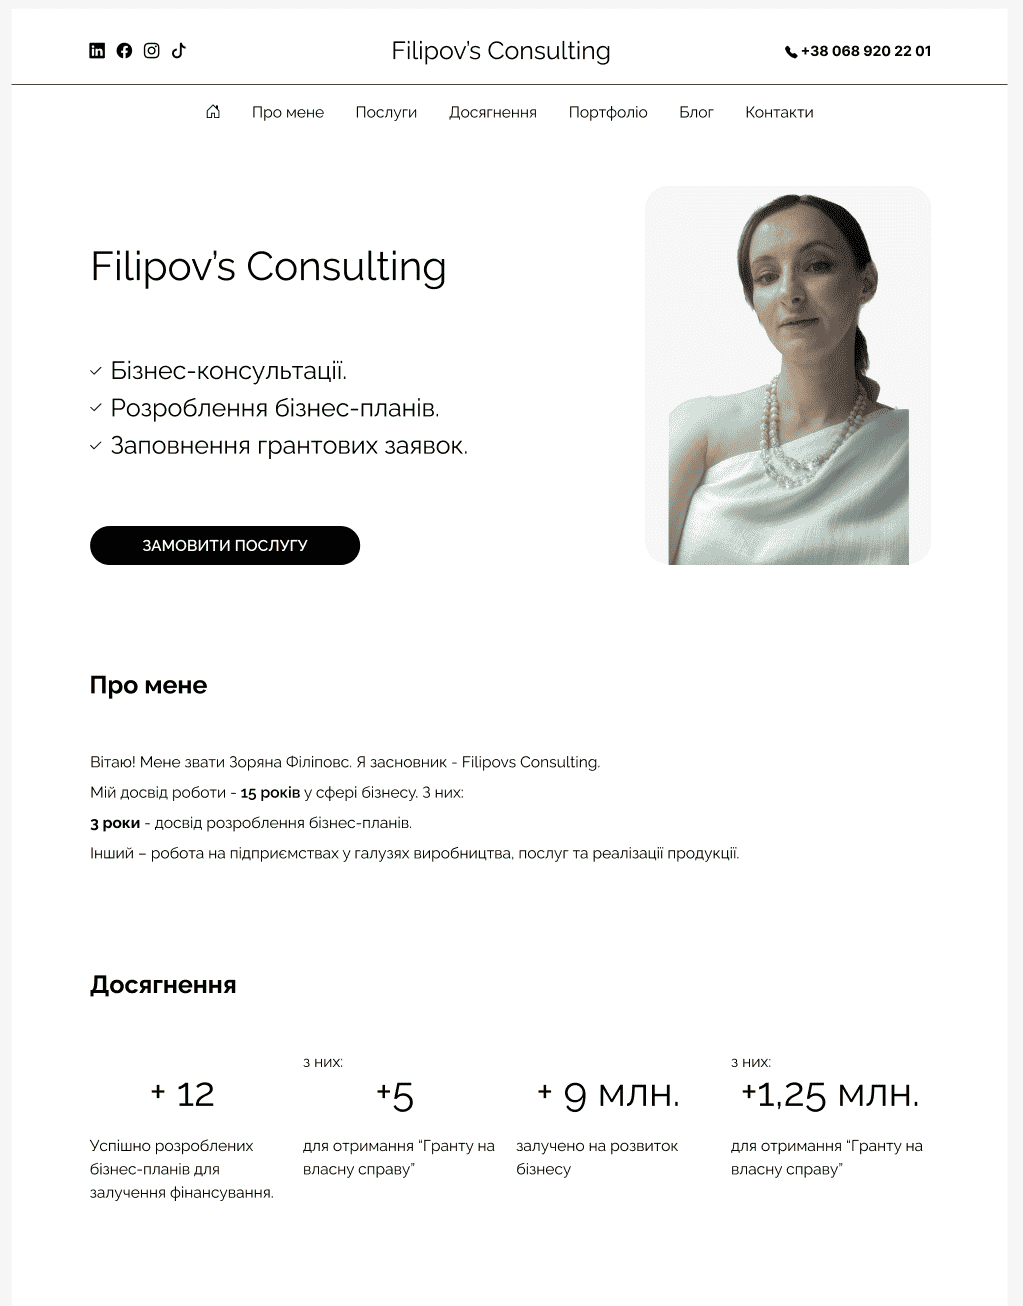 Filipov’s Consulting
+38 068 920 22 01
Про мене
Послуги
Досягнення
Портфоліо
Блог
Контакти
Filipov’s Consulting
Бізнес-консультації.
Розроблення бізнес-планів.
Заповнення грантових заявок.
ЗАМОВИТИ ПОСЛУГУ
Про мене
Вітаю! Мене звати Зоряна Філіповс. Я засновник - Filipovs Consulting.
Мій досвід роботи - 15 років у сфері бізнесу. З них:
3 роки - досвід розроблення бізнес-планів.
Інший – робота на підприємствах у галузях виробництва, послуг та реалізації продукції.
Досягнення
+ 12
Успішно розроблених
бізнес-планів для
залучення фінансування.
з них:
+5
для отримання “Гранту на
власну справу”
+ 9 млн.
залучено на розвиток
бізнесу
з них:
+1,25 млн.
для отримання “Гранту на
власну справу”